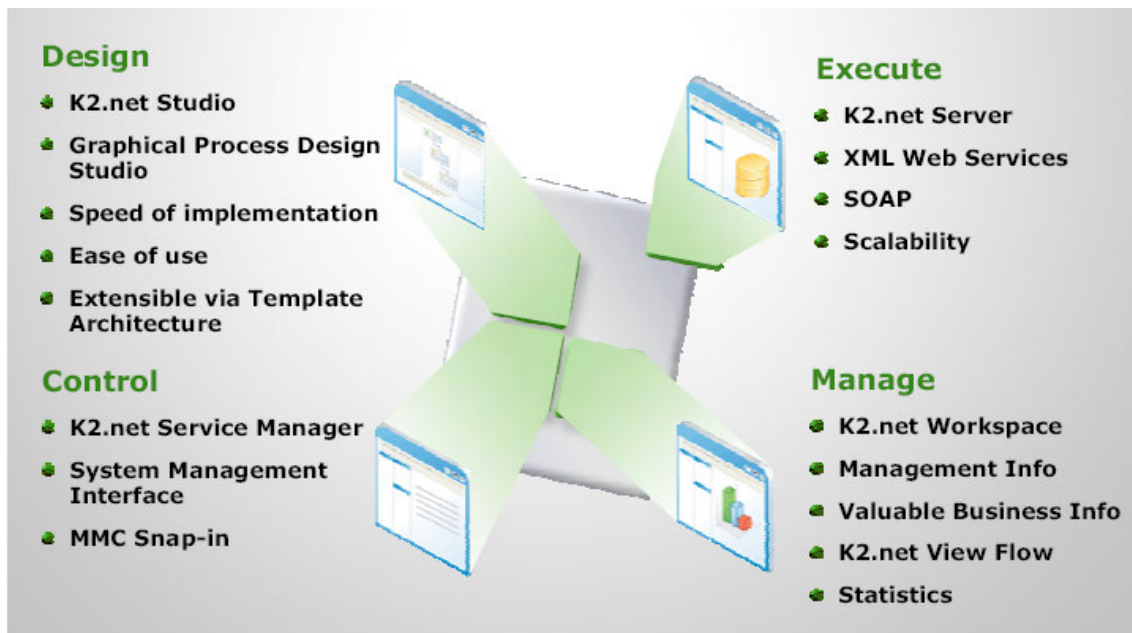 Design
K2.net Studio
Graphical Process Design
Studio
Speed of implementation
Ease of use
Extensible via Template
Architecture
Execute
K2.net Server
XML Web Services
SOAP
Scalability
Control
K2.net Service Manager
System Management
Interface
MMC Snap-in
Manage
K2.net Workspace
Management Info
Valuable Business Info
K2.net View Flow
Statistics